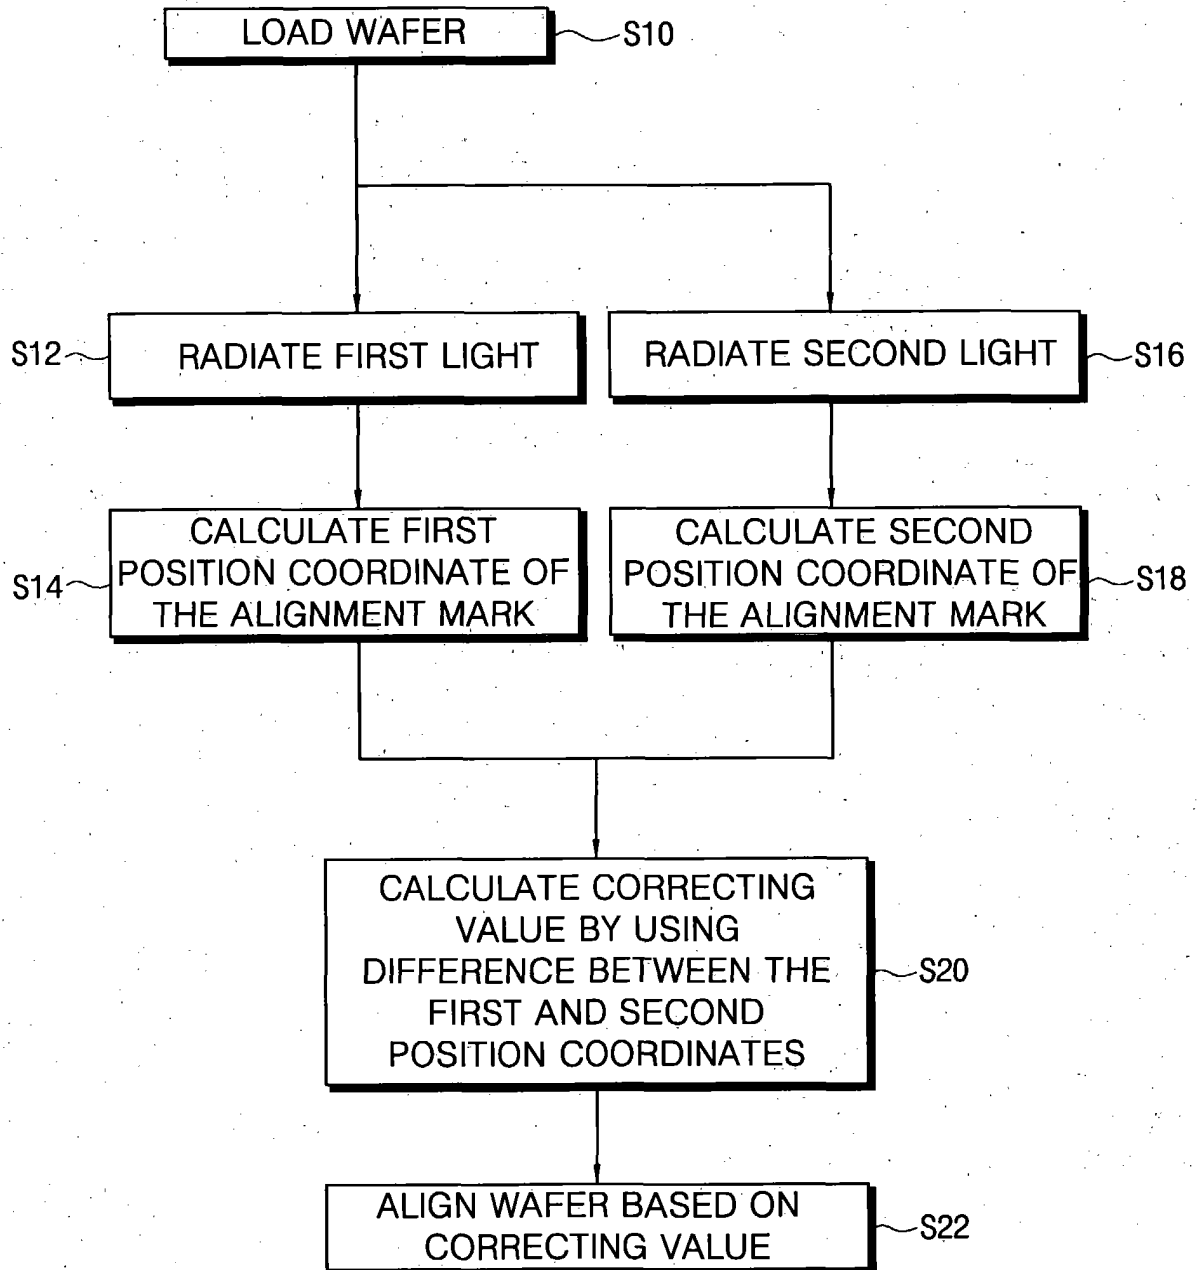 LOAD WAFER
S10
S12
RADIATE FIRST LIGHT
RADIATE SECOND LIGHT
S16
S14
CALCULATE FIRST
POSITION COORDINATE OF
THE ALIGNMENT MARK
CALCULATE SECOND
POSITION COORDINATE OF
THE ALIGNMENT MARK
S18
CALCULATE CORRECTING
VALUE BY USING
DIFFERENCE BETWEEN THE
FIRST AND SECOND
POSITION COORDINATES
S20
ALIGN WAFER BASED ON
CORRECTING VALUE
S22